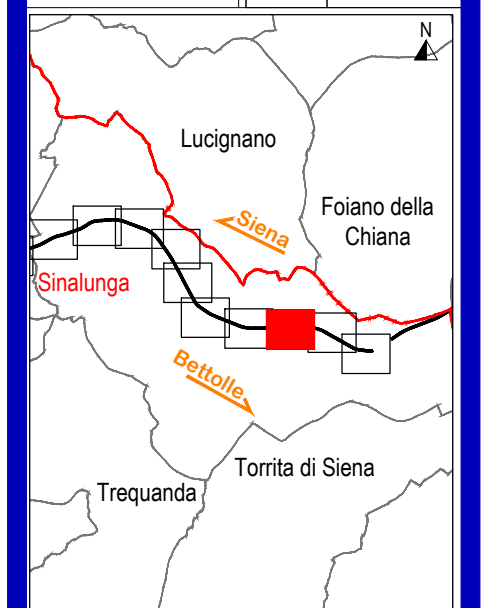 N
Lucignano
Foiano della
Chiana
Siena
Sinalunga
Bettolle
Torrita di Siena
Trequanda